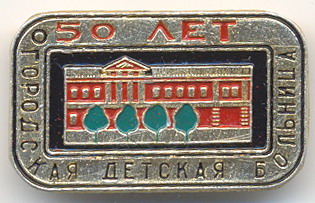 50 ЛЕТ
ГОРОДСКАЯ ДЕТСКАЯ БОЛЬНИЦА